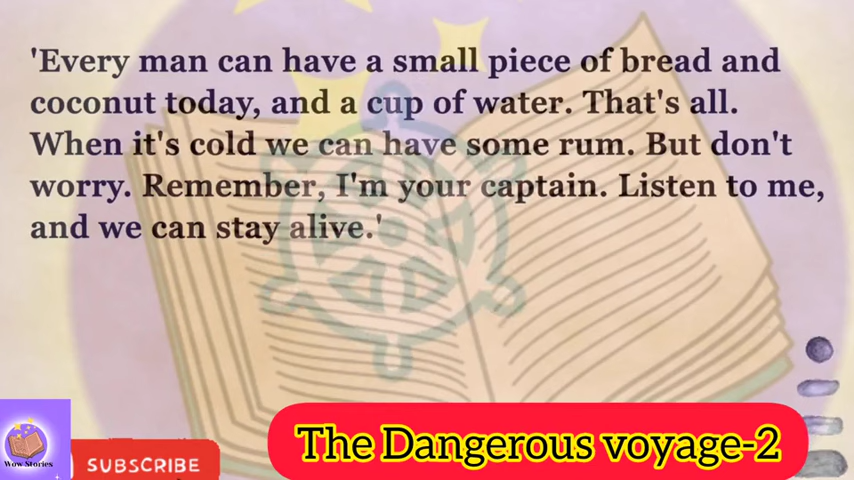 'Every man can have a small piece of bread and
coconut today, and a cup of water. That's all.
When it's cold we can have some rum. But don't
worry. Remember, I'm your captain. Listen to me,
and we can stay alive.'
The Dangerous voyage-2
Wow Stories
SUBSCRIBE